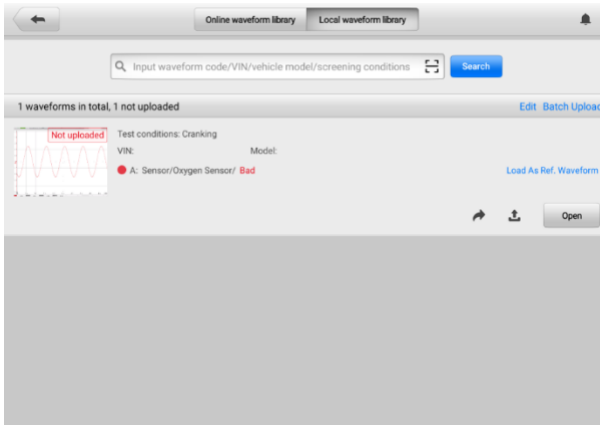 Online waveform library Local waveform library
Input waveform code/VIN/vehicle model/screening conditions Search
1 waveforms in total, 1 not uploaded Edit Batch Upload
Not uploaded Test conditions: Cranking
VIN: Model:
A: Sensor/Oxygen Sensor/ Bad Load As Ref. Waveform
Open